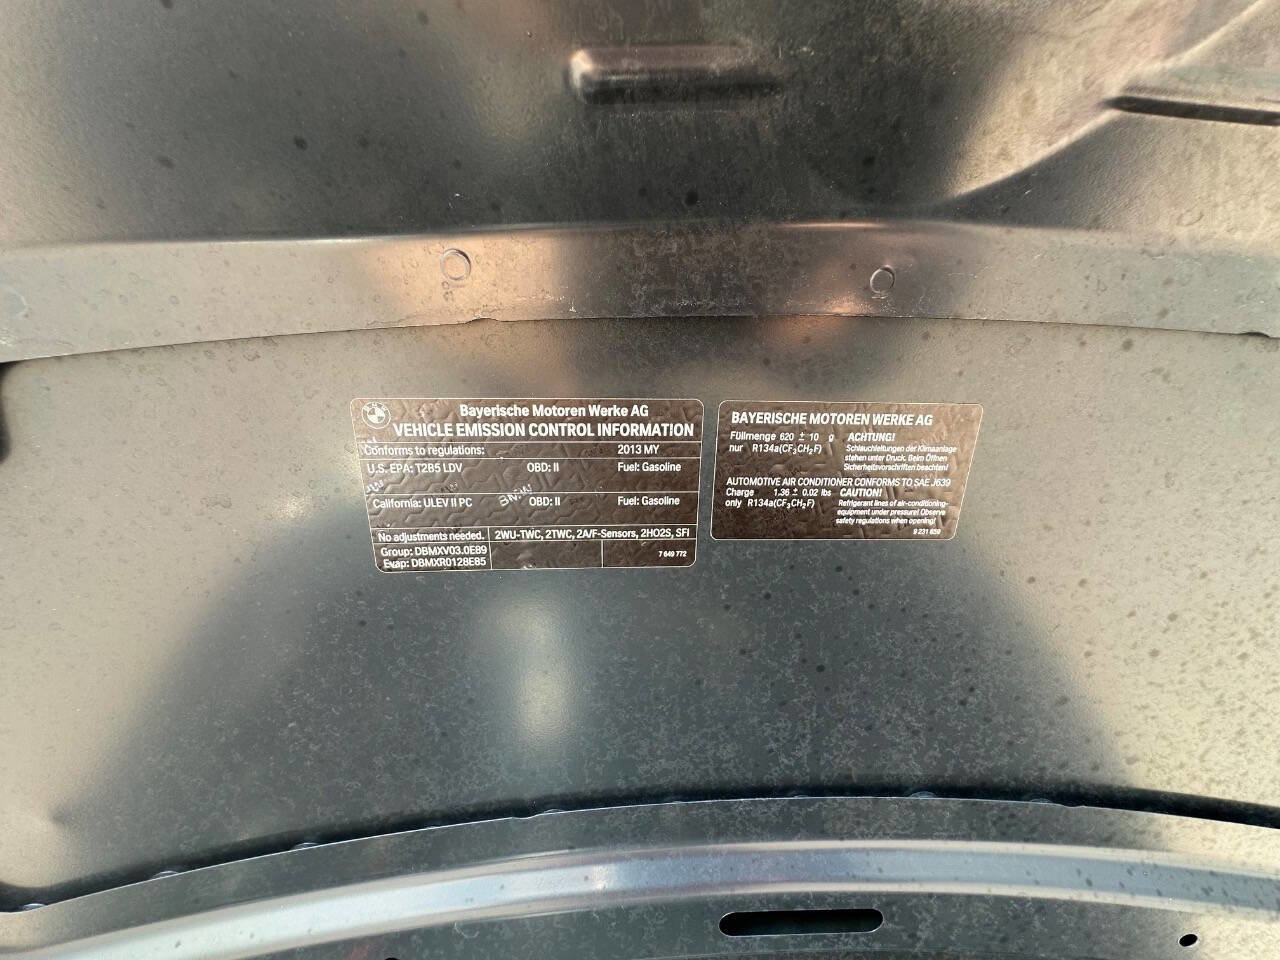 Bayerische Motoren Werke AG
VEHICLE EMISSION CONTROL INFORMATION
Conforms to regulations: 2013 MY
U.S. EPA: T2B5 LDV OBD: II Fuel: Gasoline
California: ULEV II PC OBD: II Fuel: Gasoline
No adjustments needed. 2WU-TWC, 2TWC, 2A/F-Sensors, 2HO2S, SFI
Group: DBMXV03.0E89
Evap: DBMXR0128E85
7 649 772
BAYERISCHE MOTOREN WERKE AG
Füllmenge 620 ± 10 g ACHTUNG!
nur R134a(CF₃CH₂F) Schlauchleitungen der Klimaanlage
stehen unter Druck. Beim Öffnen
Sicherheitsvorschriften beachten!
AUTOMOTIVE AIR CONDITIONER CONFORMS TO SAE J639
Charge 1.36 ± 0.02 lbs CAUTION!
only R134a(CF₃CH₂F) Refrigerant lines of air-conditioning-
equipment under pressure! Observe
safety regulations when opening!
9 231 659